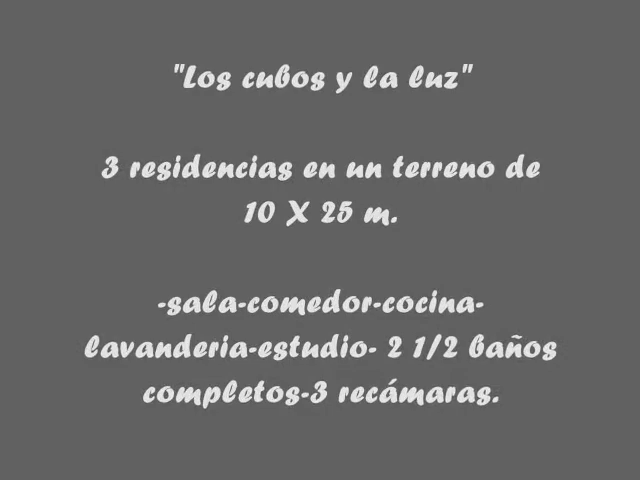 "Los cubos y la luz"
3 residencias en un terreno de
10 X 25 m.
-sala-comedor-cocina-
lavanderia-estudio- 2 1/2 baños
completos-3 recámaras.